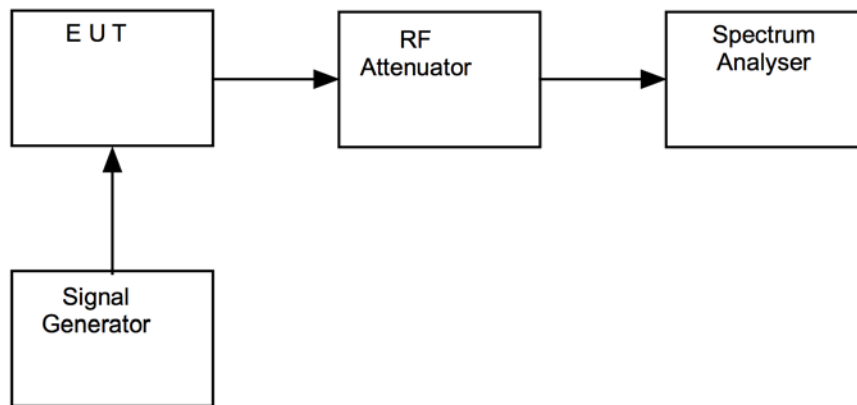 E U T
RF
Attenuator
Spectrum
Analyser
Signal
Generator